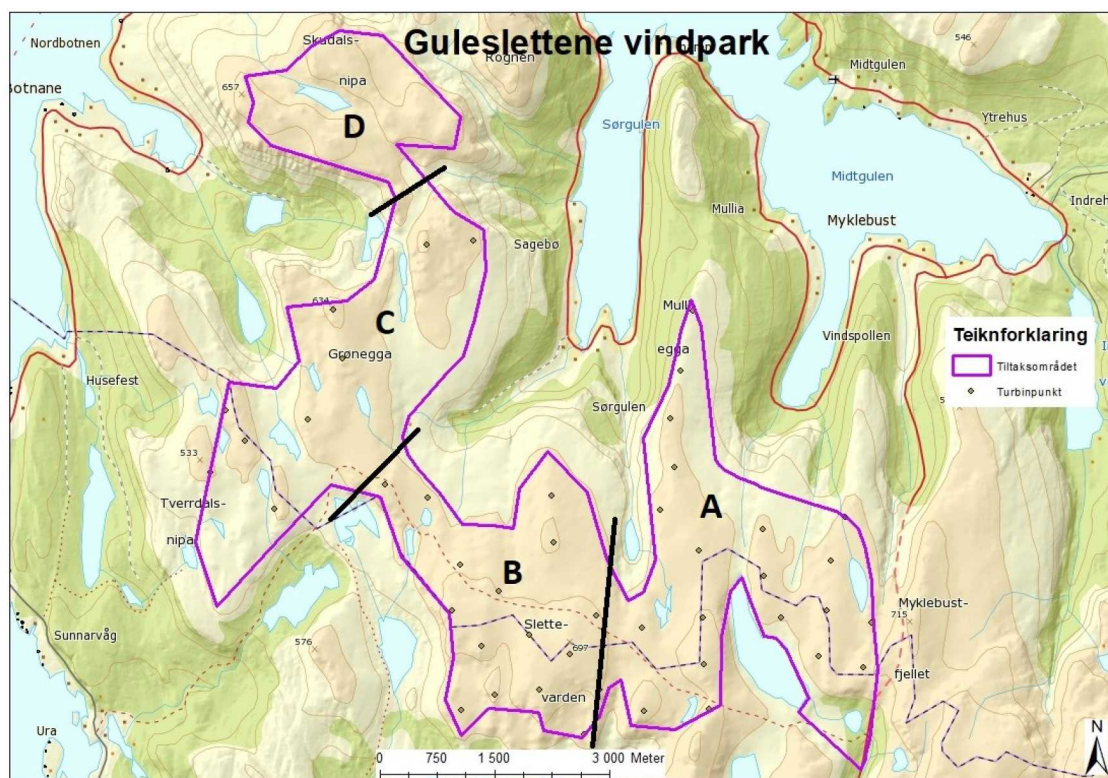 Guleslettene vindpark
Nordbotnen
Skudals-
nipa
Rognen
657
546
Midtgulen
Botnane
D
Sørgulen
Ytrehus
Midtgulen
Indreh
Mullia
Myklebust
Sagebø
634
C
Mull
egga
Grønegga
Vindspollen
Teiknforklaring
Tiltaksområdet
Turbinpunkt
Husefest
Sørgulen
533
Tverrdals-
nipa
A
B
Slette-
697
varden
Myklebust-
715
fjellet
Sunnarvåg
576
Ura
0 750 1 500 3 000 Meter
N